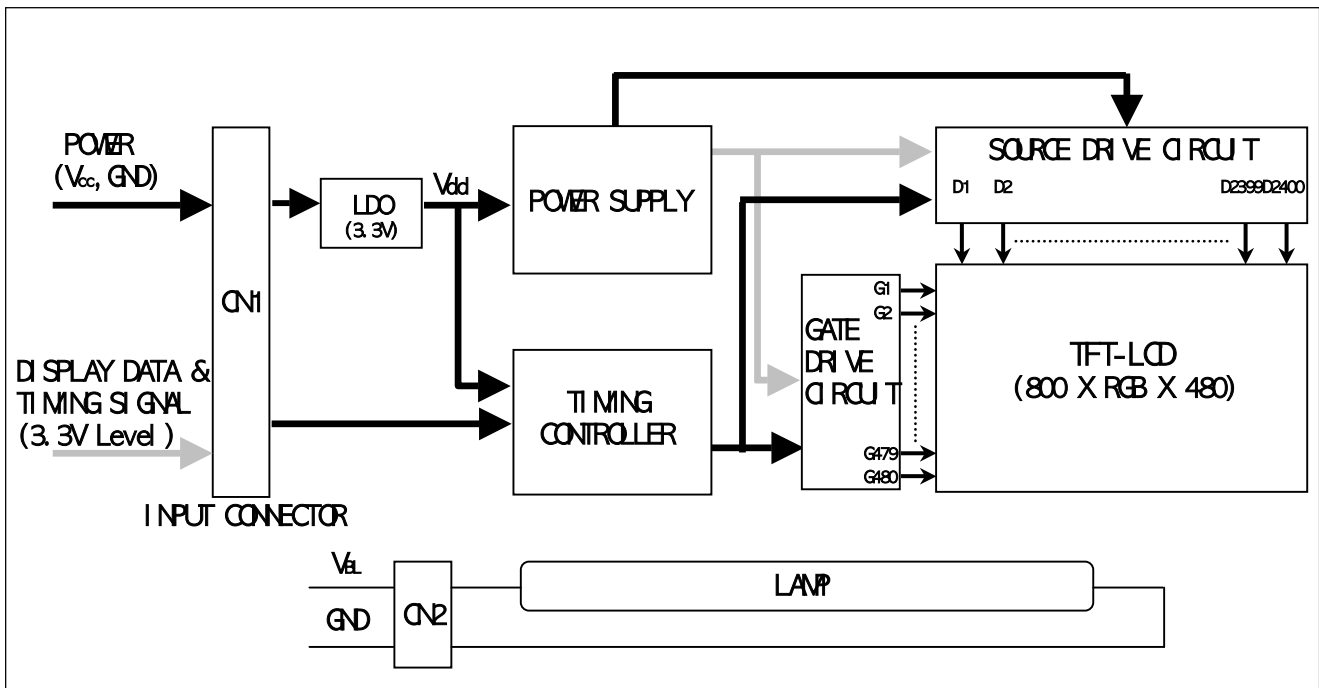 POWER
(Vcc, GND)
CN1
DISPLAY DATA &
TIMING SIGNAL
(3.3V Level)
INPUT CONNECTOR
LDO
(3.3V)
Vdd
POWER SUPPLY
TIMING
CONTROLLER
SOURCE DRIVE CIRCUIT
D1 D2 D2399D2400
GATE
DRIVE
CIRCUIT
G1
G2
G479
G480
TFT-LCD
(800 X RGB X 480)
VBL
GND
CN2
LAMP